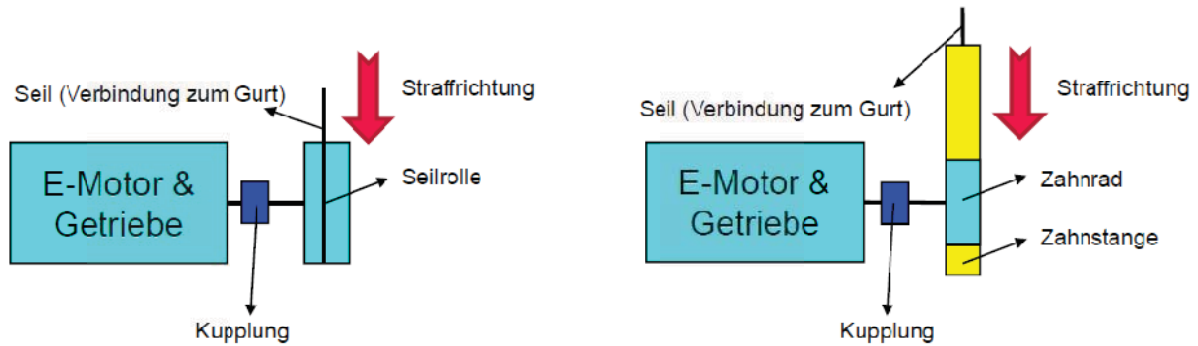 Seil (Verbindung zum Gurt)
Straffrichtung
E-Motor &
Getriebe
Seilrolle
Kupplung
Seil (Verbindung zum Gurt)
Straffrichtung
E-Motor &
Getriebe
Zahnrad
Zahnstange
Kupplung